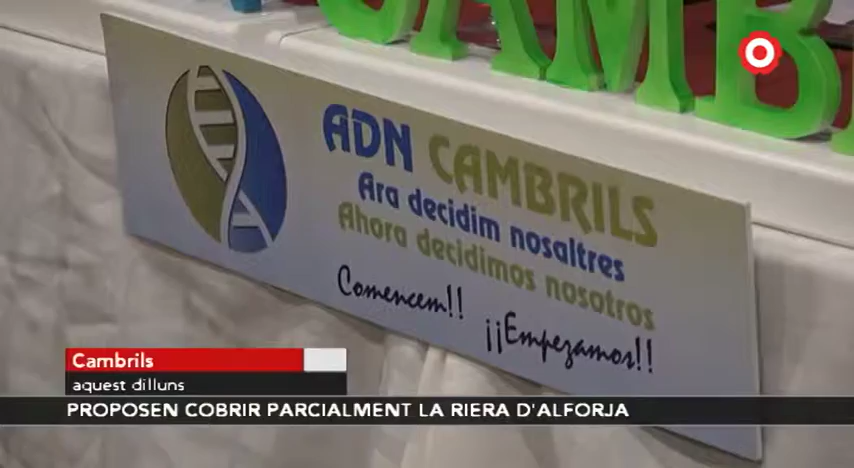 ADN CAMBRILS
Ara decidim nosaltres
Ahora decidimos nosotros
Comencem!!
¡¡Empezamos!!
Cambrils
aquest dilluns
PROPOSEN COBRIR PARCIALMENT LA RIERA D'ALFORJA